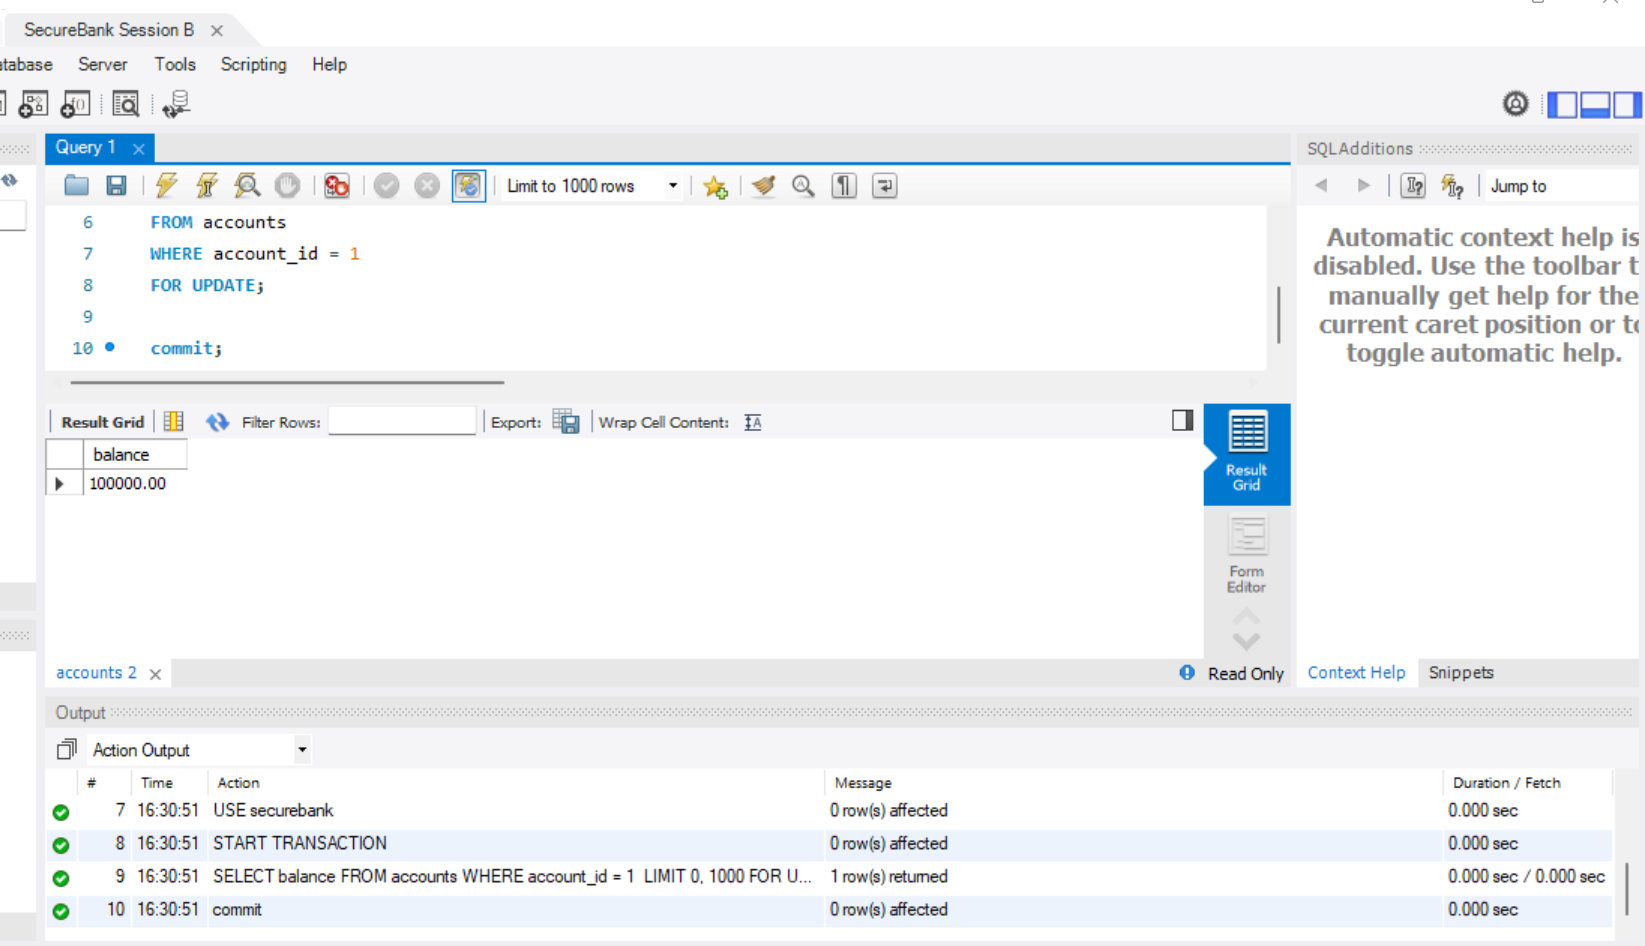 SecureBank Session B
atabase Server Tools Scripting Help
Query 1
SQLAdditions
Limit to 1000 rows
Jump to
6 FROM accounts
7 WHERE account_id = 1
8 FOR UPDATE;
9
10 commit;
Automatic context help is
disabled. Use the toolbar t
manually get help for the
current caret position or to
toggle automatic help.
Result Grid Filter Rows: Export: Wrap Cell Content:
balance
100000.00
Result
Grid
Form
Editor
accounts 2
Read Only
Context Help Snippets
Output
Action Output
# Time Action Message Duration / Fetch
7 16:30:51 USE securebank 0 row(s) affected 0.000 sec
8 16:30:51 START TRANSACTION 0 row(s) affected 0.000 sec
9 16:30:51 SELECT balance FROM accounts WHERE account_id = 1 LIMIT 0, 1000 FOR U... 1 row(s) returned 0.000 sec / 0.000 sec
10 16:30:51 commit 0 row(s) affected 0.000 sec